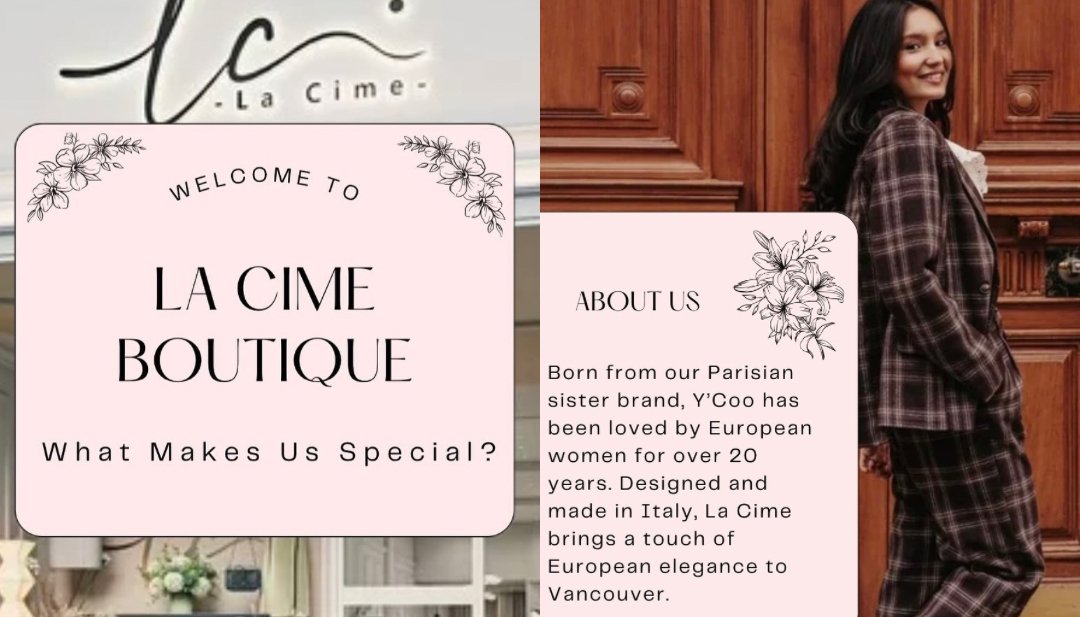 lc
- La Cime -
WELCOME TO
LA CIME
BOUTIQUE
What Makes Us Special?
ABOUT US
Born from our Parisian
sister brand, Y’Coo has
been loved by European
women for over 20
years. Designed and
made in Italy, La Cime
brings a touch of
European elegance to
Vancouver.